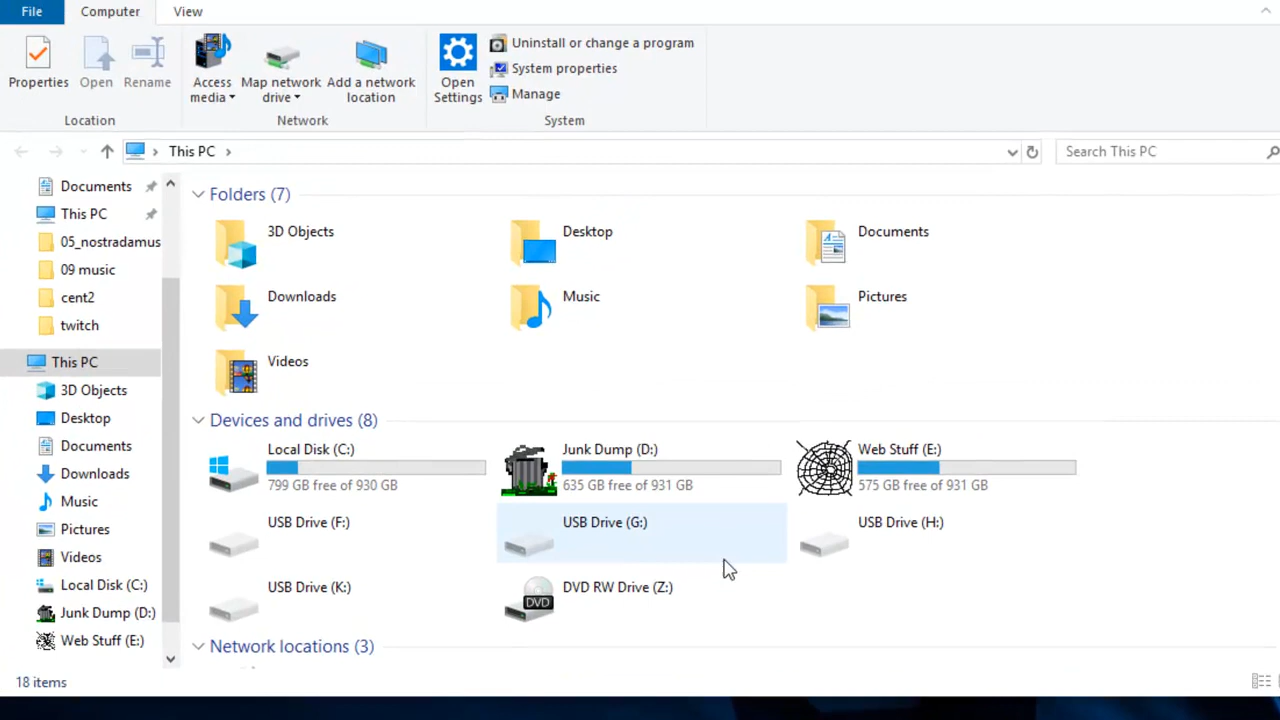 File
Computer
View
Properties
Open
Rename
Access media
Map network drive
Add a network location
Open Settings
Uninstall or change a program
System properties
Manage
Location
Network
System
This PC
Search This PC
Documents
This PC
05_nostradamus
09 music
cent2
twitch
This PC
3D Objects
Desktop
Documents
Downloads
Music
Pictures
Videos
Local Disk (C:)
Junk Dump (D:)
Web Stuff (E:)
Folders (7)
3D Objects
Desktop
Documents
Downloads
Music
Pictures
Videos
Devices and drives (8)
Local Disk (C:)
799 GB free of 930 GB
Junk Dump (D:)
635 GB free of 931 GB
Web Stuff (E:)
575 GB free of 931 GB
USB Drive (F:)
USB Drive (G:)
USB Drive (H:)
USB Drive (K:)
DVD
DVD RW Drive (Z:)
Network locations (3)
18 items